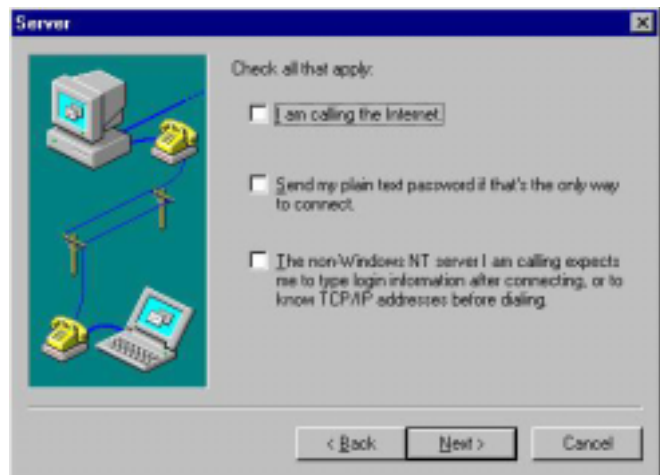 Server
Check all that apply:
I am calling the Internet.
Send my plain text password if that's the only way
to connect.
The non-Windows NT server I am calling expects
me to type login information after connecting, or to
know TCP/IP addresses before dialing.
< Back
Next >
Cancel